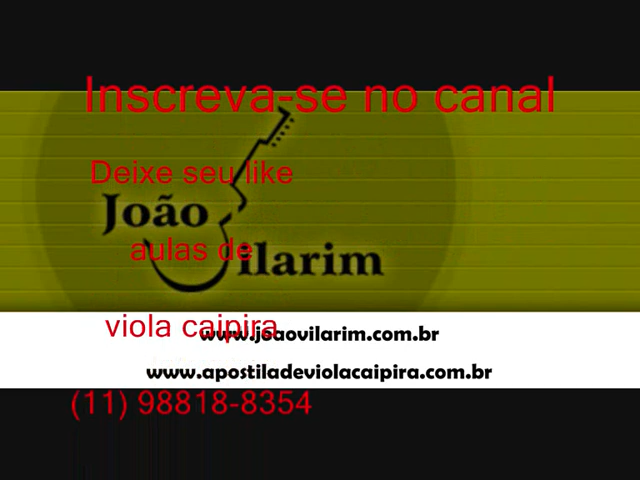 Inscreva-se no canal
Deixe seu like
João
Vilarim
aulas de
viola caipira
www.joaovilarim.com.br
www.apostiladeviolacaipira.com.br
(11) 98818-8354